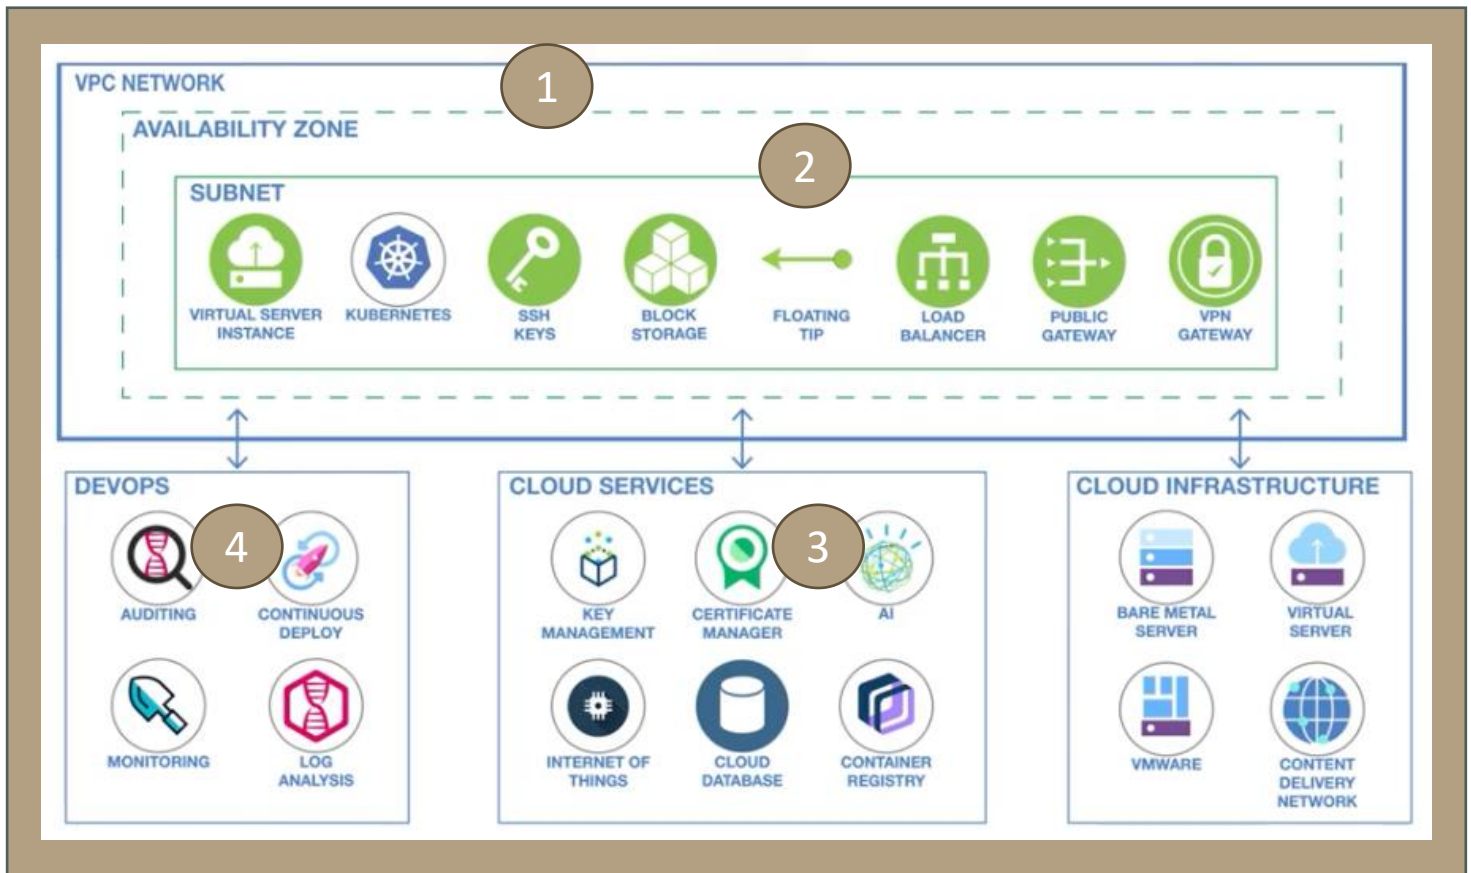 VPC NETWORK
1
AVAILABILITY ZONE
2
SUBNET
VIRTUAL SERVER
INSTANCE
KUBERNETES
SSH
KEYS
BLOCK
STORAGE
FLOATING
TIP
LOAD
BALANCER
PUBLIC
GATEWAY
VPN
GATEWAY
DEVOPS
4
AUDITING
CONTINUOUS
DEPLOY
MONITORING
LOG
ANALYSIS
CLOUD SERVICES
3
KEY
MANAGEMENT
CERTIFICATE
MANAGER
AI
INTERNET OF
THINGS
CLOUD
DATABASE
CONTAINER
REGISTRY
CLOUD INFRASTRUCTURE
BARE METAL
SERVER
VIRTUAL
SERVER
VMWARE
CONTENT
DELIVERY
NETWORK